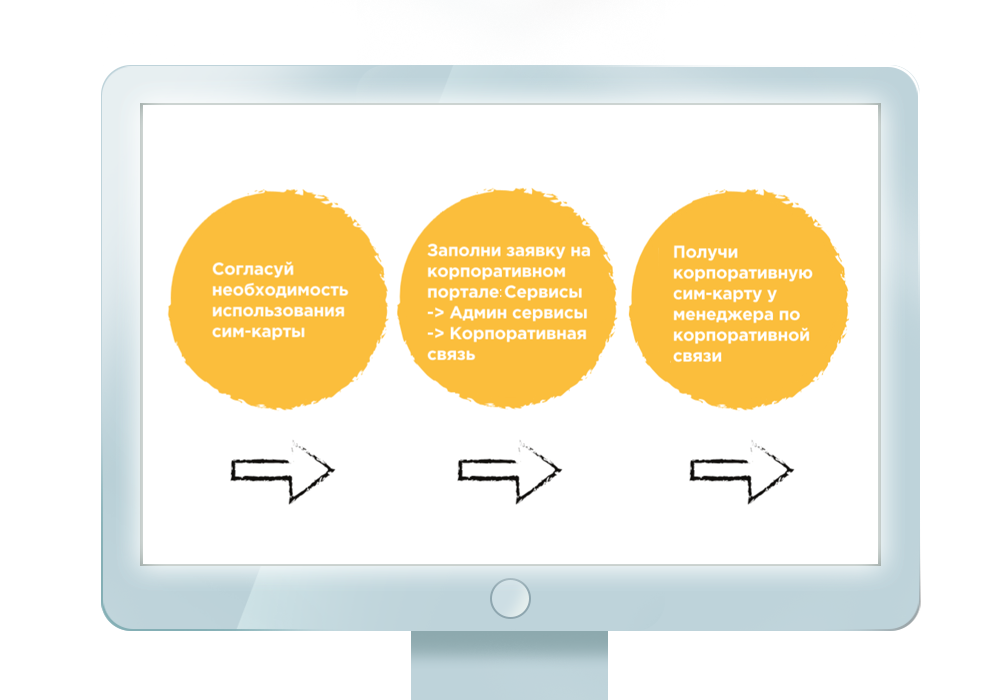 Согласуй
необходимость
использования
сим-карты
Заполни заявку на
корпоративном
портале: Сервисы
-> Админ сервисы
-> Корпоративная
связь
Получи
корпоративную
сим-карту у
менеджера по
корпоративной
связи